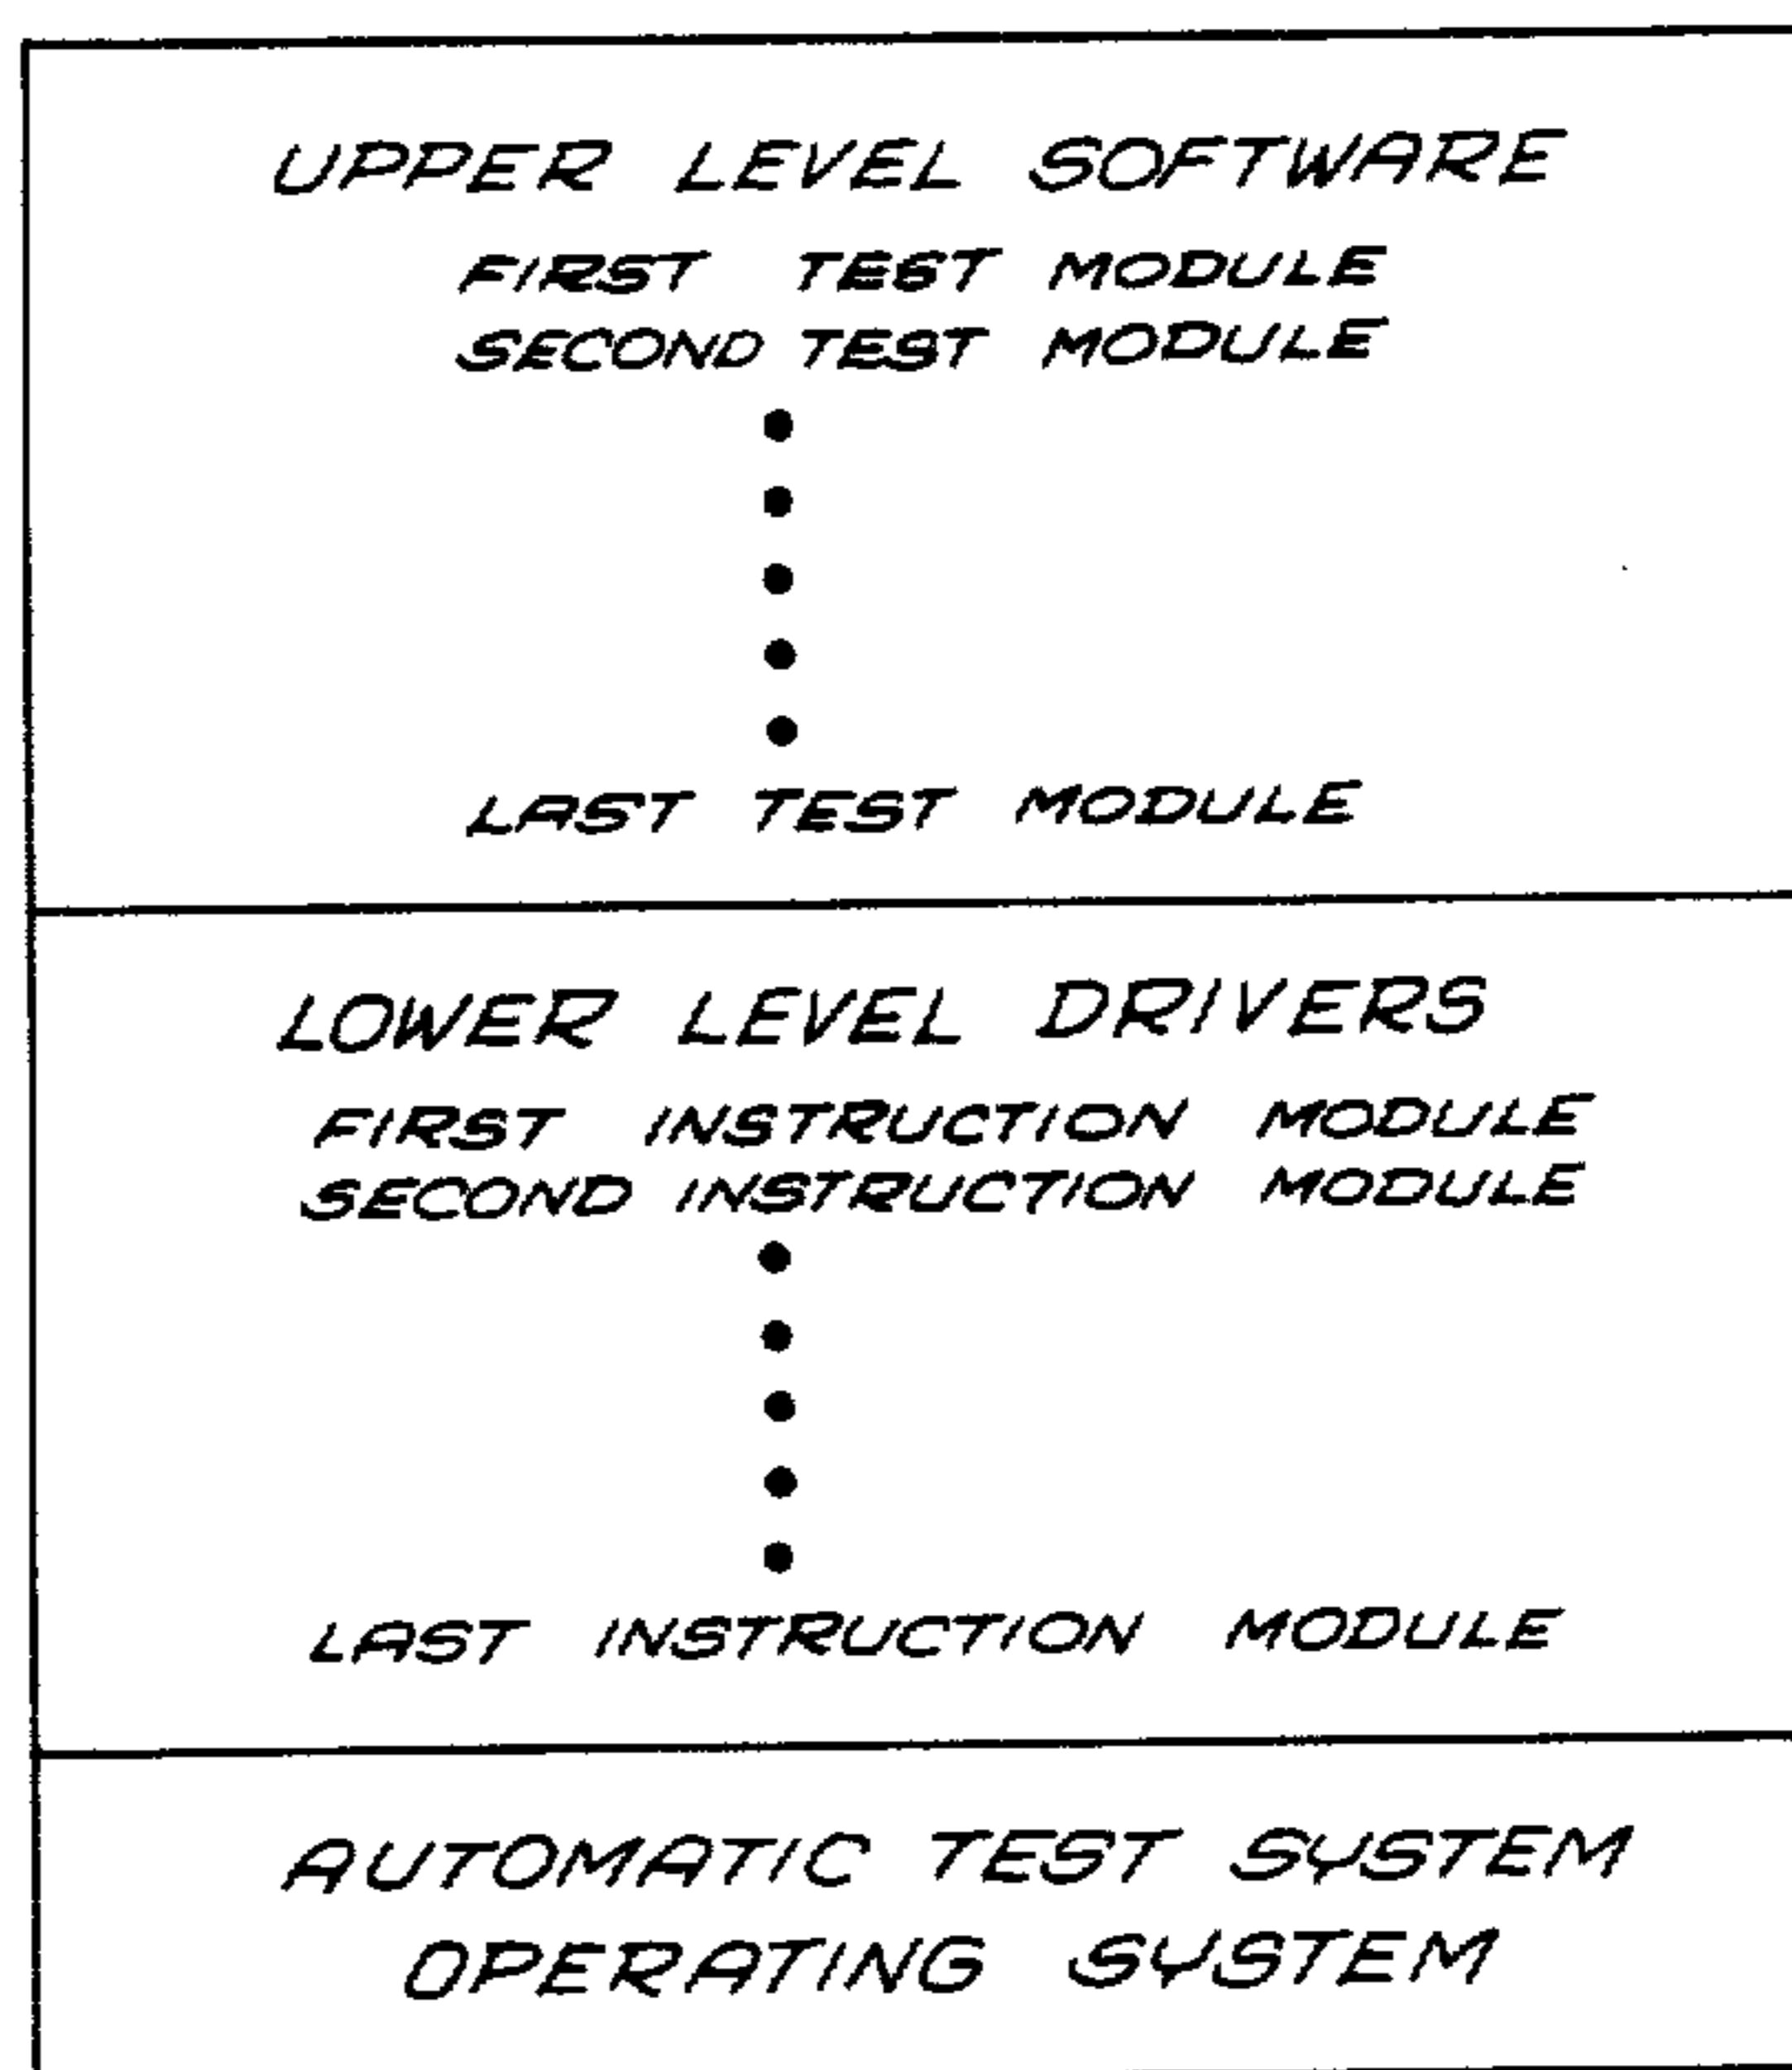 UPPER LEVEL SOFTWARE
FIRST TEST MODULE
SECOND TEST MODULE
LAST TEST MODULE
LOWER LEVEL DRIVERS
FIRST INSTRUCTION MODULE
SECOND INSTRUCTION MODULE
LAST INSTRUCTION MODULE
AUTOMATIC TEST SYSTEM
OPERATING SYSTEM